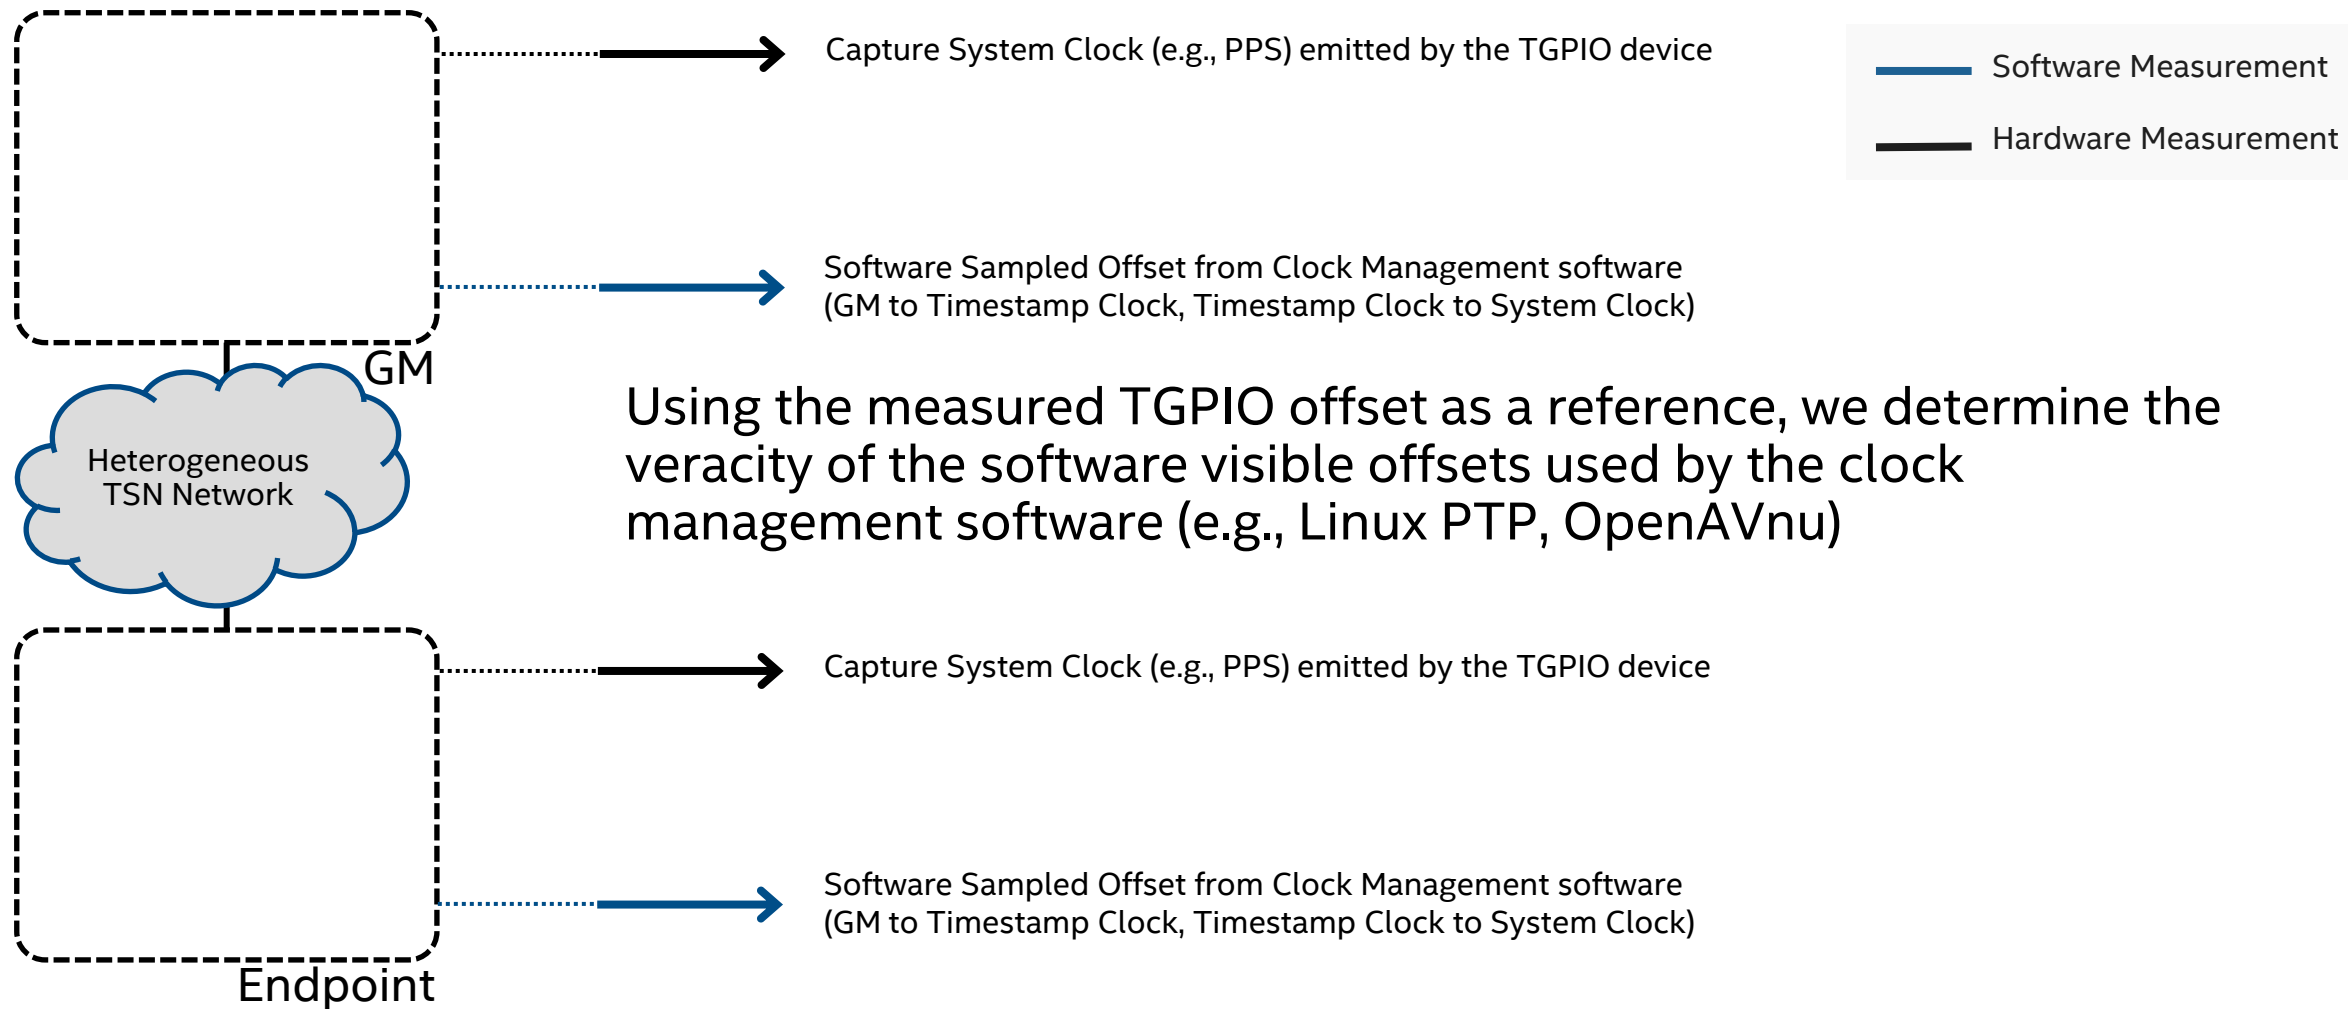 Capture System Clock (e.g., PPS) emitted by the TGPIO device
Software Measurement
Hardware Measurement
Software Sampled Offset from Clock Management software
(GM to Timestamp Clock, Timestamp Clock to System Clock)
GM
Heterogeneous
TSN Network
Using the measured TGPIO offset as a reference, we determine the
veracity of the software visible offsets used by the clock
management software (e.g., Linux PTP, OpenAVnu)
Capture System Clock (e.g., PPS) emitted by the TGPIO device
Software Sampled Offset from Clock Management software
(GM to Timestamp Clock, Timestamp Clock to System Clock)
Endpoint